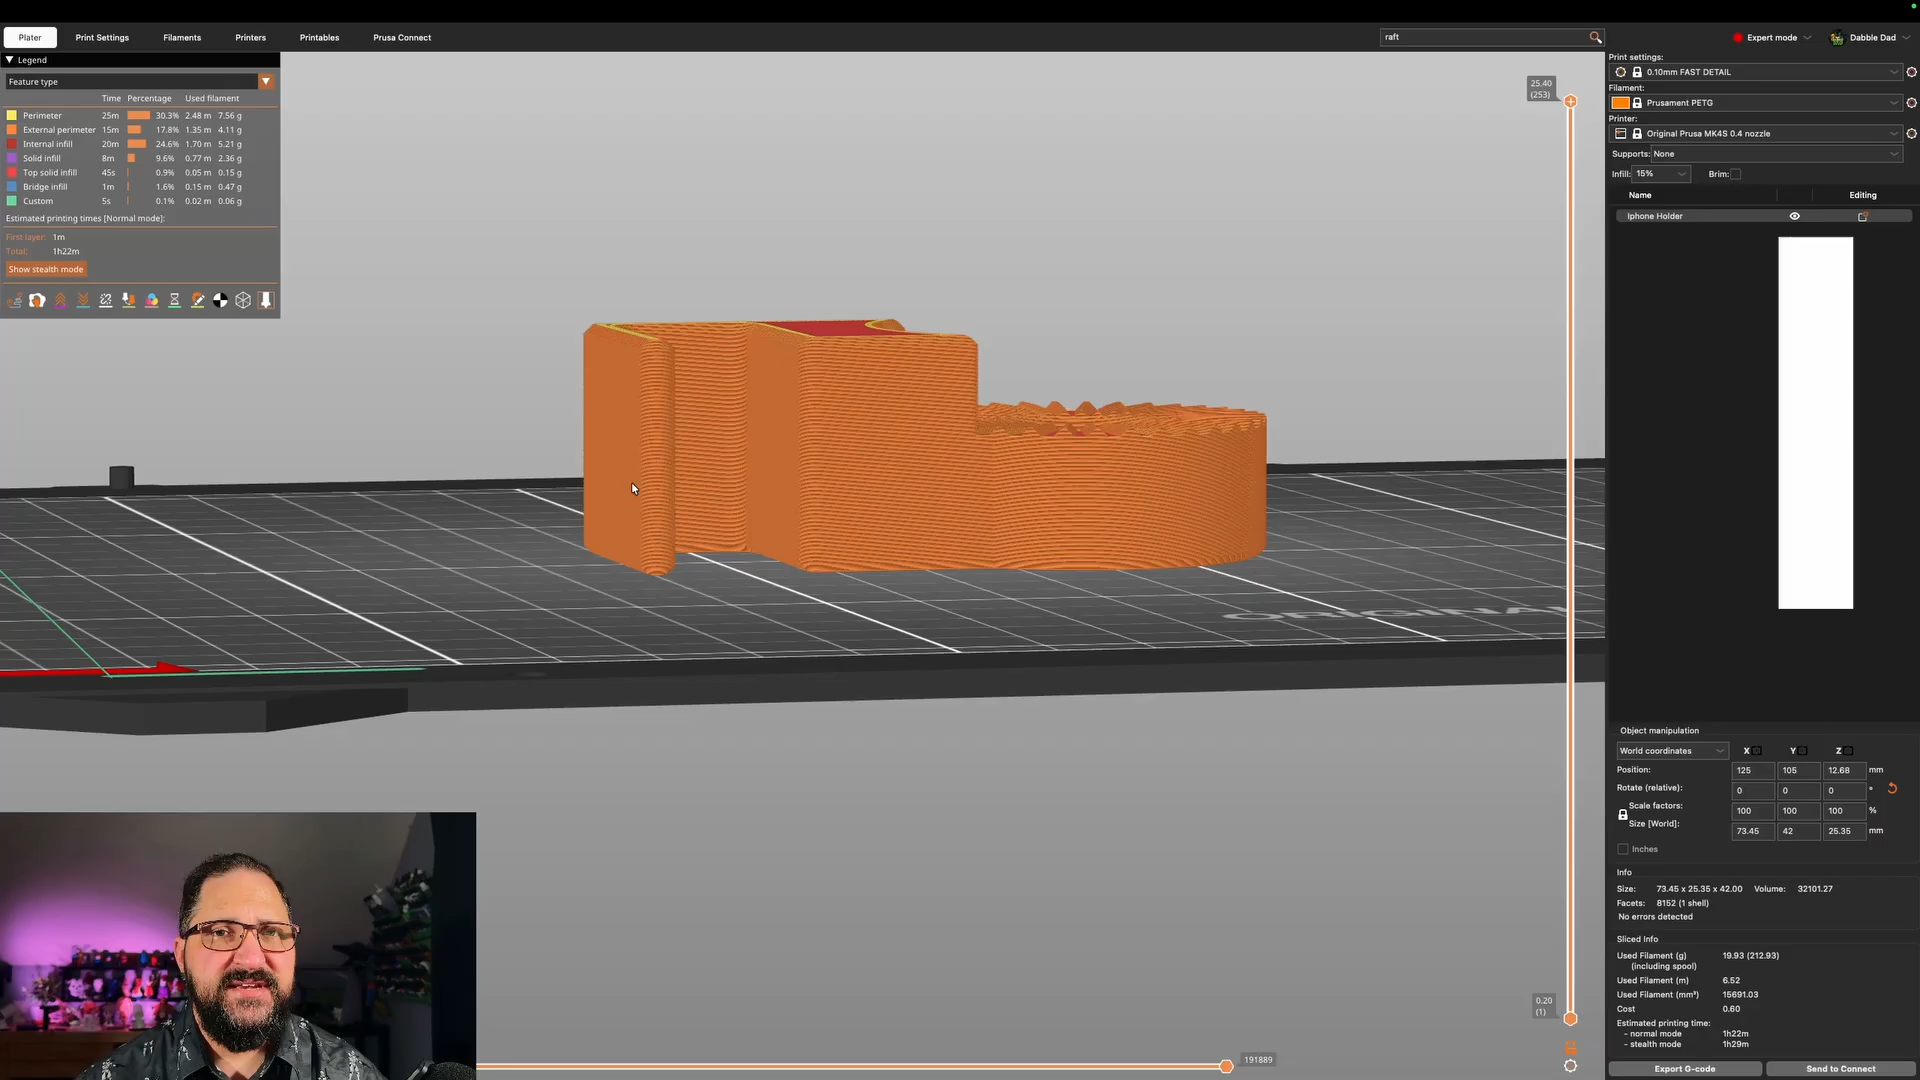 Plater
Print Settings
Filaments
Printers
Printables
Prusa Connect
raft
Expert mode
Dabble Dad
Legend
Feature type
Time Percentage Used filament
Perimeter 25m 30.3% 2.48 m 7.56 g
External perimeter 15m 17.8% 1.35 m 4.11 g
Internal infill 20m 24.6% 1.70 m 5.21 g
Solid infill 8m 9.6% 0.77 m 2.36 g
Top solid infill 45s 0.9% 0.05 m 0.15 g
Bridge infill 1m 1.6% 0.15 m 0.47 g
Custom 5s 0.1% 0.02 m 0.06 g
Estimated printing times [Normal mode]:
First layer: 1m
Total: 1h22m
Show stealth mode
25.40
(253)
ORIGINAL
0.20
(1)
191889
Print settings:
0.10mm FAST DETAIL
Filament:
Prusament PETG
Printer:
Original Prusa MK4S 0.4 nozzle
Supports: None
Infill: 15% Brim:
Name Editing
Iphone Holder
Object manipulation
World coordinates X Y Z
Position: 125 105 12.68 mm
Rotate (relative): 0 0 0 °
Scale factors: 100 100 100 %
Size [World]: 73.45 42 25.35 mm
Inches
Info
Size: 73.45 x 25.35 x 42.00 Volume: 32101.27
Facets: 8152 (1 shell)
No errors detected
Sliced Info
Used Filament (g) 19.93 (212.93)
(including spool)
Used Filament (m) 6.52
Used Filament (mm³) 15691.03
Cost 0.60
Estimated printing time:
- normal mode 1h22m
- stealth mode 1h29m
Export G-code
Send to Connect